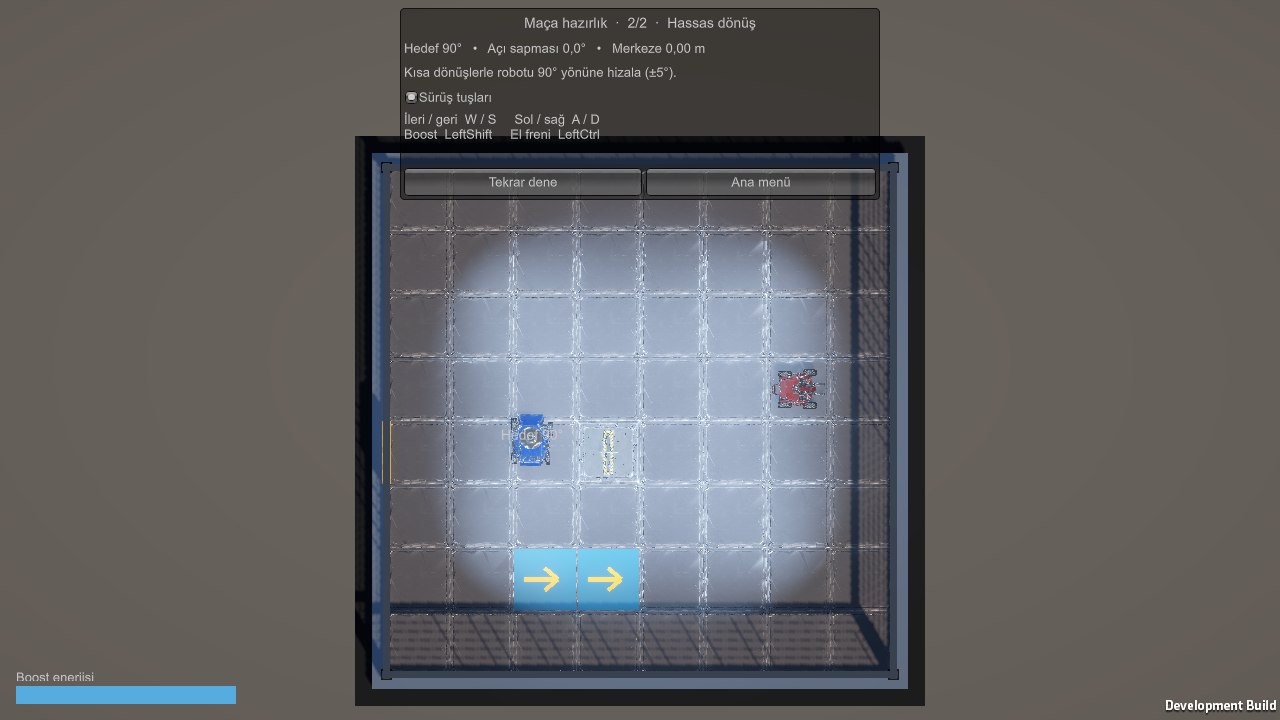 Maça hazırlık · 2/2 · Hassas dönüş
Hedef 90° • Açı sapması 0,0° • Merkeze 0,00 m
Kısa dönüşlerle robotu 90° yönüne hizala (±5°).
Sürüş tuşları
İleri / geri W / S Sol / sağ A / D
Boost LeftShift El freni LeftCtrl
Tekrar dene Ana menü
Hedef 90°
Boost enerjisi
Development Build